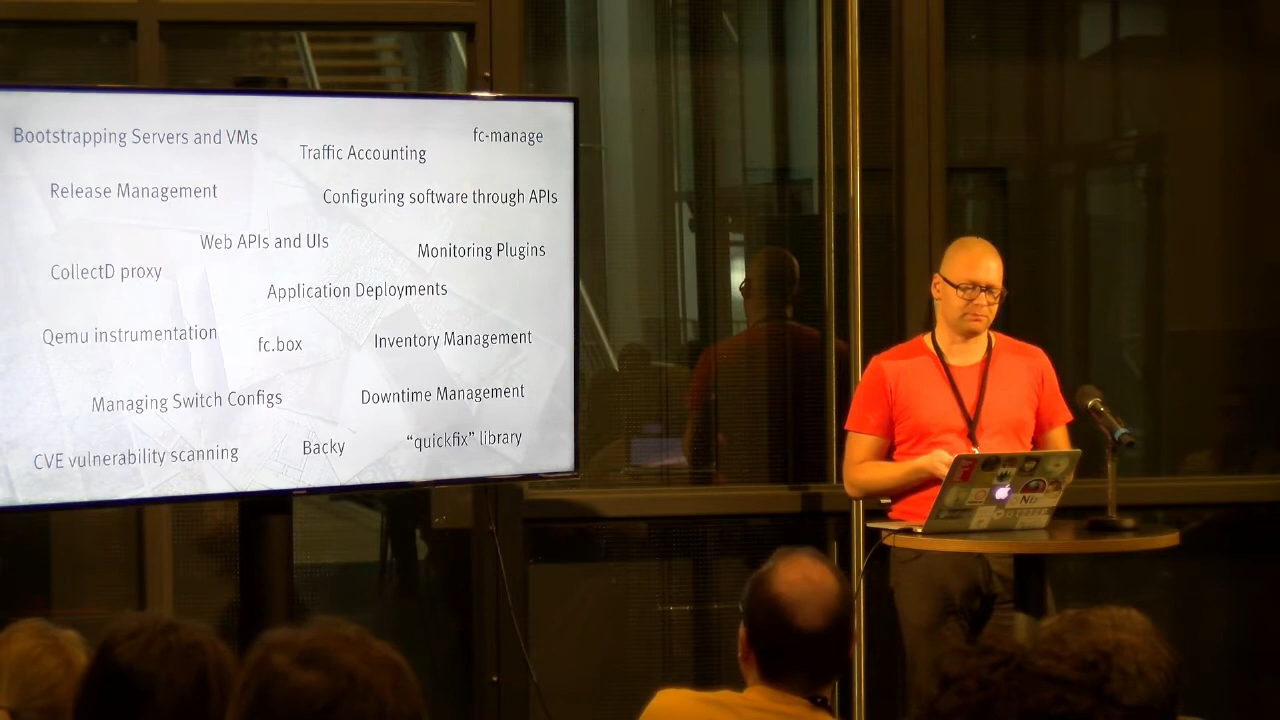 Bootstrapping Servers and VMs
Traffic Accounting
fc-manage
Release Management
Configuring software through APIs
Web APIs and UIs
Monitoring Plugins
CollectD proxy
Application Deployments
Qemu instrumentation
fc.box
Inventory Management
Managing Switch Configs
Downtime Management
CVE vulnerability scanning
Backy
“quickfix” library
Nix